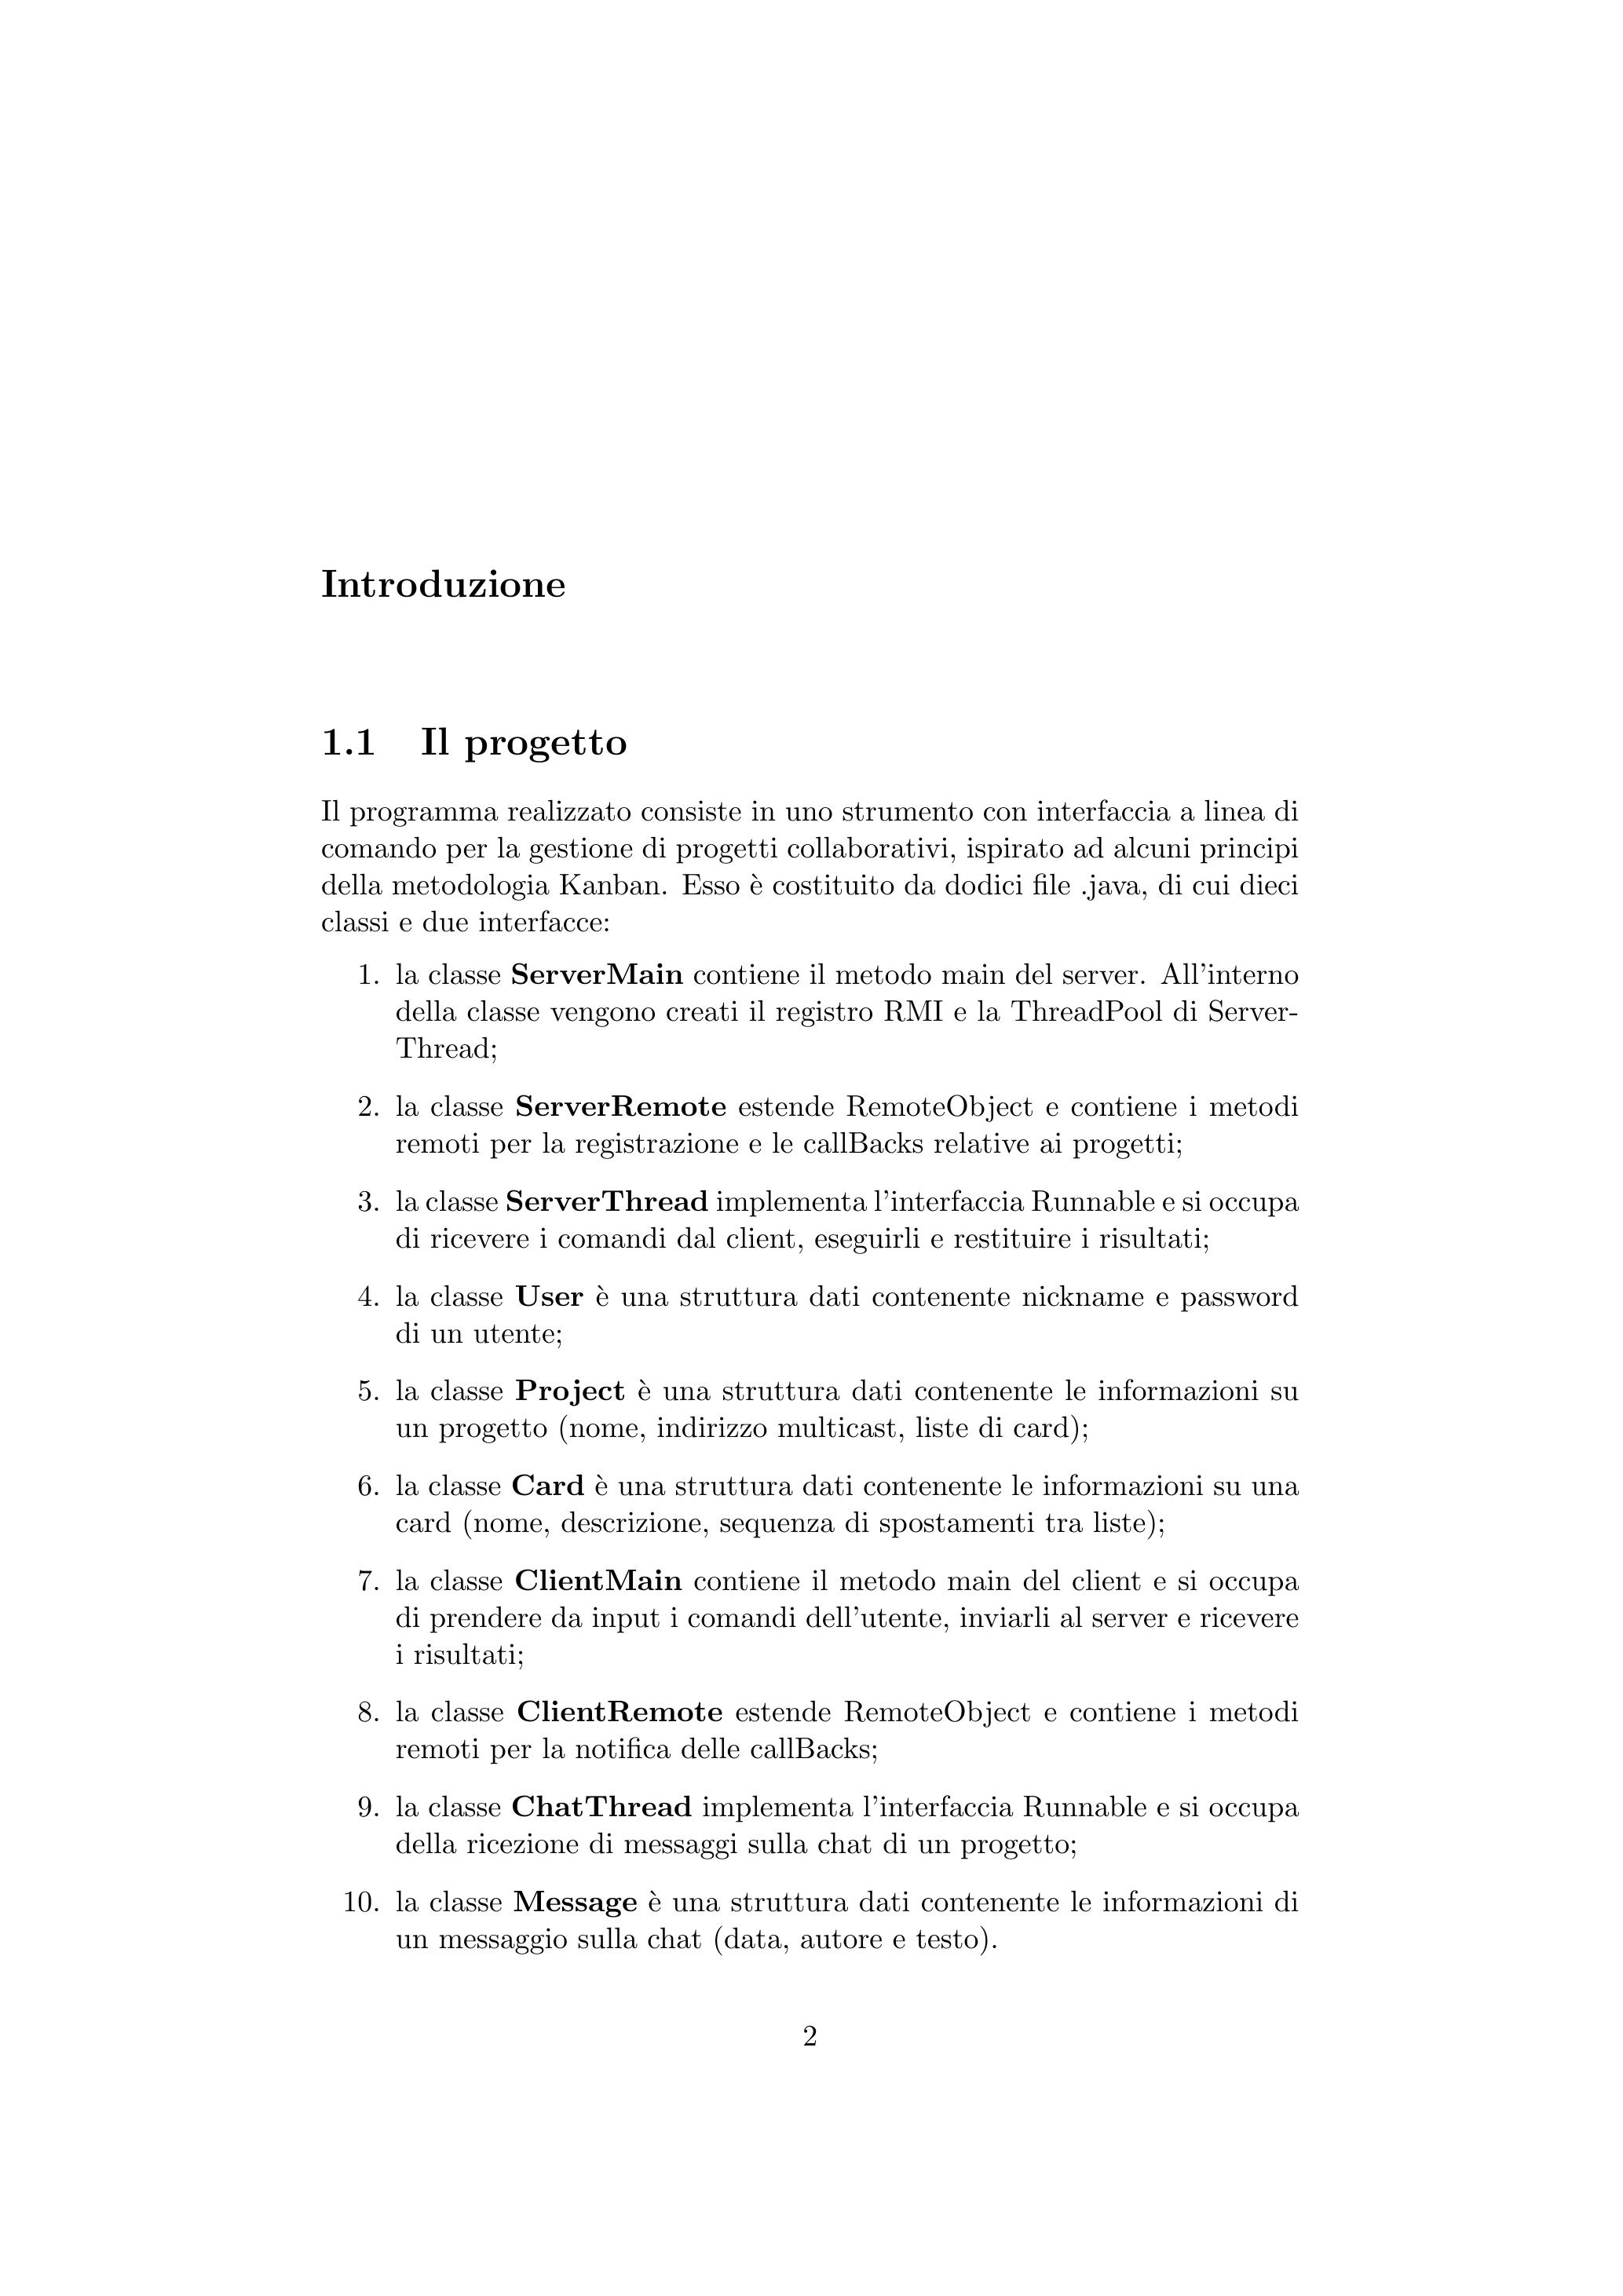 Introduzione
1.1 Il progetto
Il programma realizzato consiste in uno strumento con interfaccia a linea di
comando per la gestione di progetti collaborativi, ispirato ad alcuni principi
della metodologia Kanban. Esso è costituito da dodici file .java, di cui dieci
classi e due interfacce:
1. la classe ServerMain contiene il metodo main del server. All'interno
della classe vengono creati il registro RMI e la ThreadPool di Server-
Thread;
2. la classe ServerRemote estende RemoteObject e contiene i metodi
remoti per la registrazione e le callBacks relative ai progetti;
3. la classe ServerThread implementa l'interfaccia Runnable e si occupa
di ricevere i comandi dal client, eseguirli e restituire i risultati;
4. la classe User è una struttura dati contenente nickname e password
di un utente;
5. la classe Project è una struttura dati contenente le informazioni su
un progetto (nome, indirizzo multicast, liste di card);
6. la classe Card è una struttura dati contenente le informazioni su una
card (nome, descrizione, sequenza di spostamenti tra liste);
7. la classe ClientMain contiene il metodo main del client e si occupa
di prendere da input i comandi dell'utente, inviarli al server e ricevere
i risultati;
8. la classe ClientRemote estende RemoteObject e contiene i metodi
remoti per la notifica delle callBacks;
9. la classe ChatThread implementa l'interfaccia Runnable e si occupa
della ricezione di messaggi sulla chat di un progetto;
10. la classe Message è una struttura dati contenente le informazioni di
un messaggio sulla chat (data, autore e testo).
2